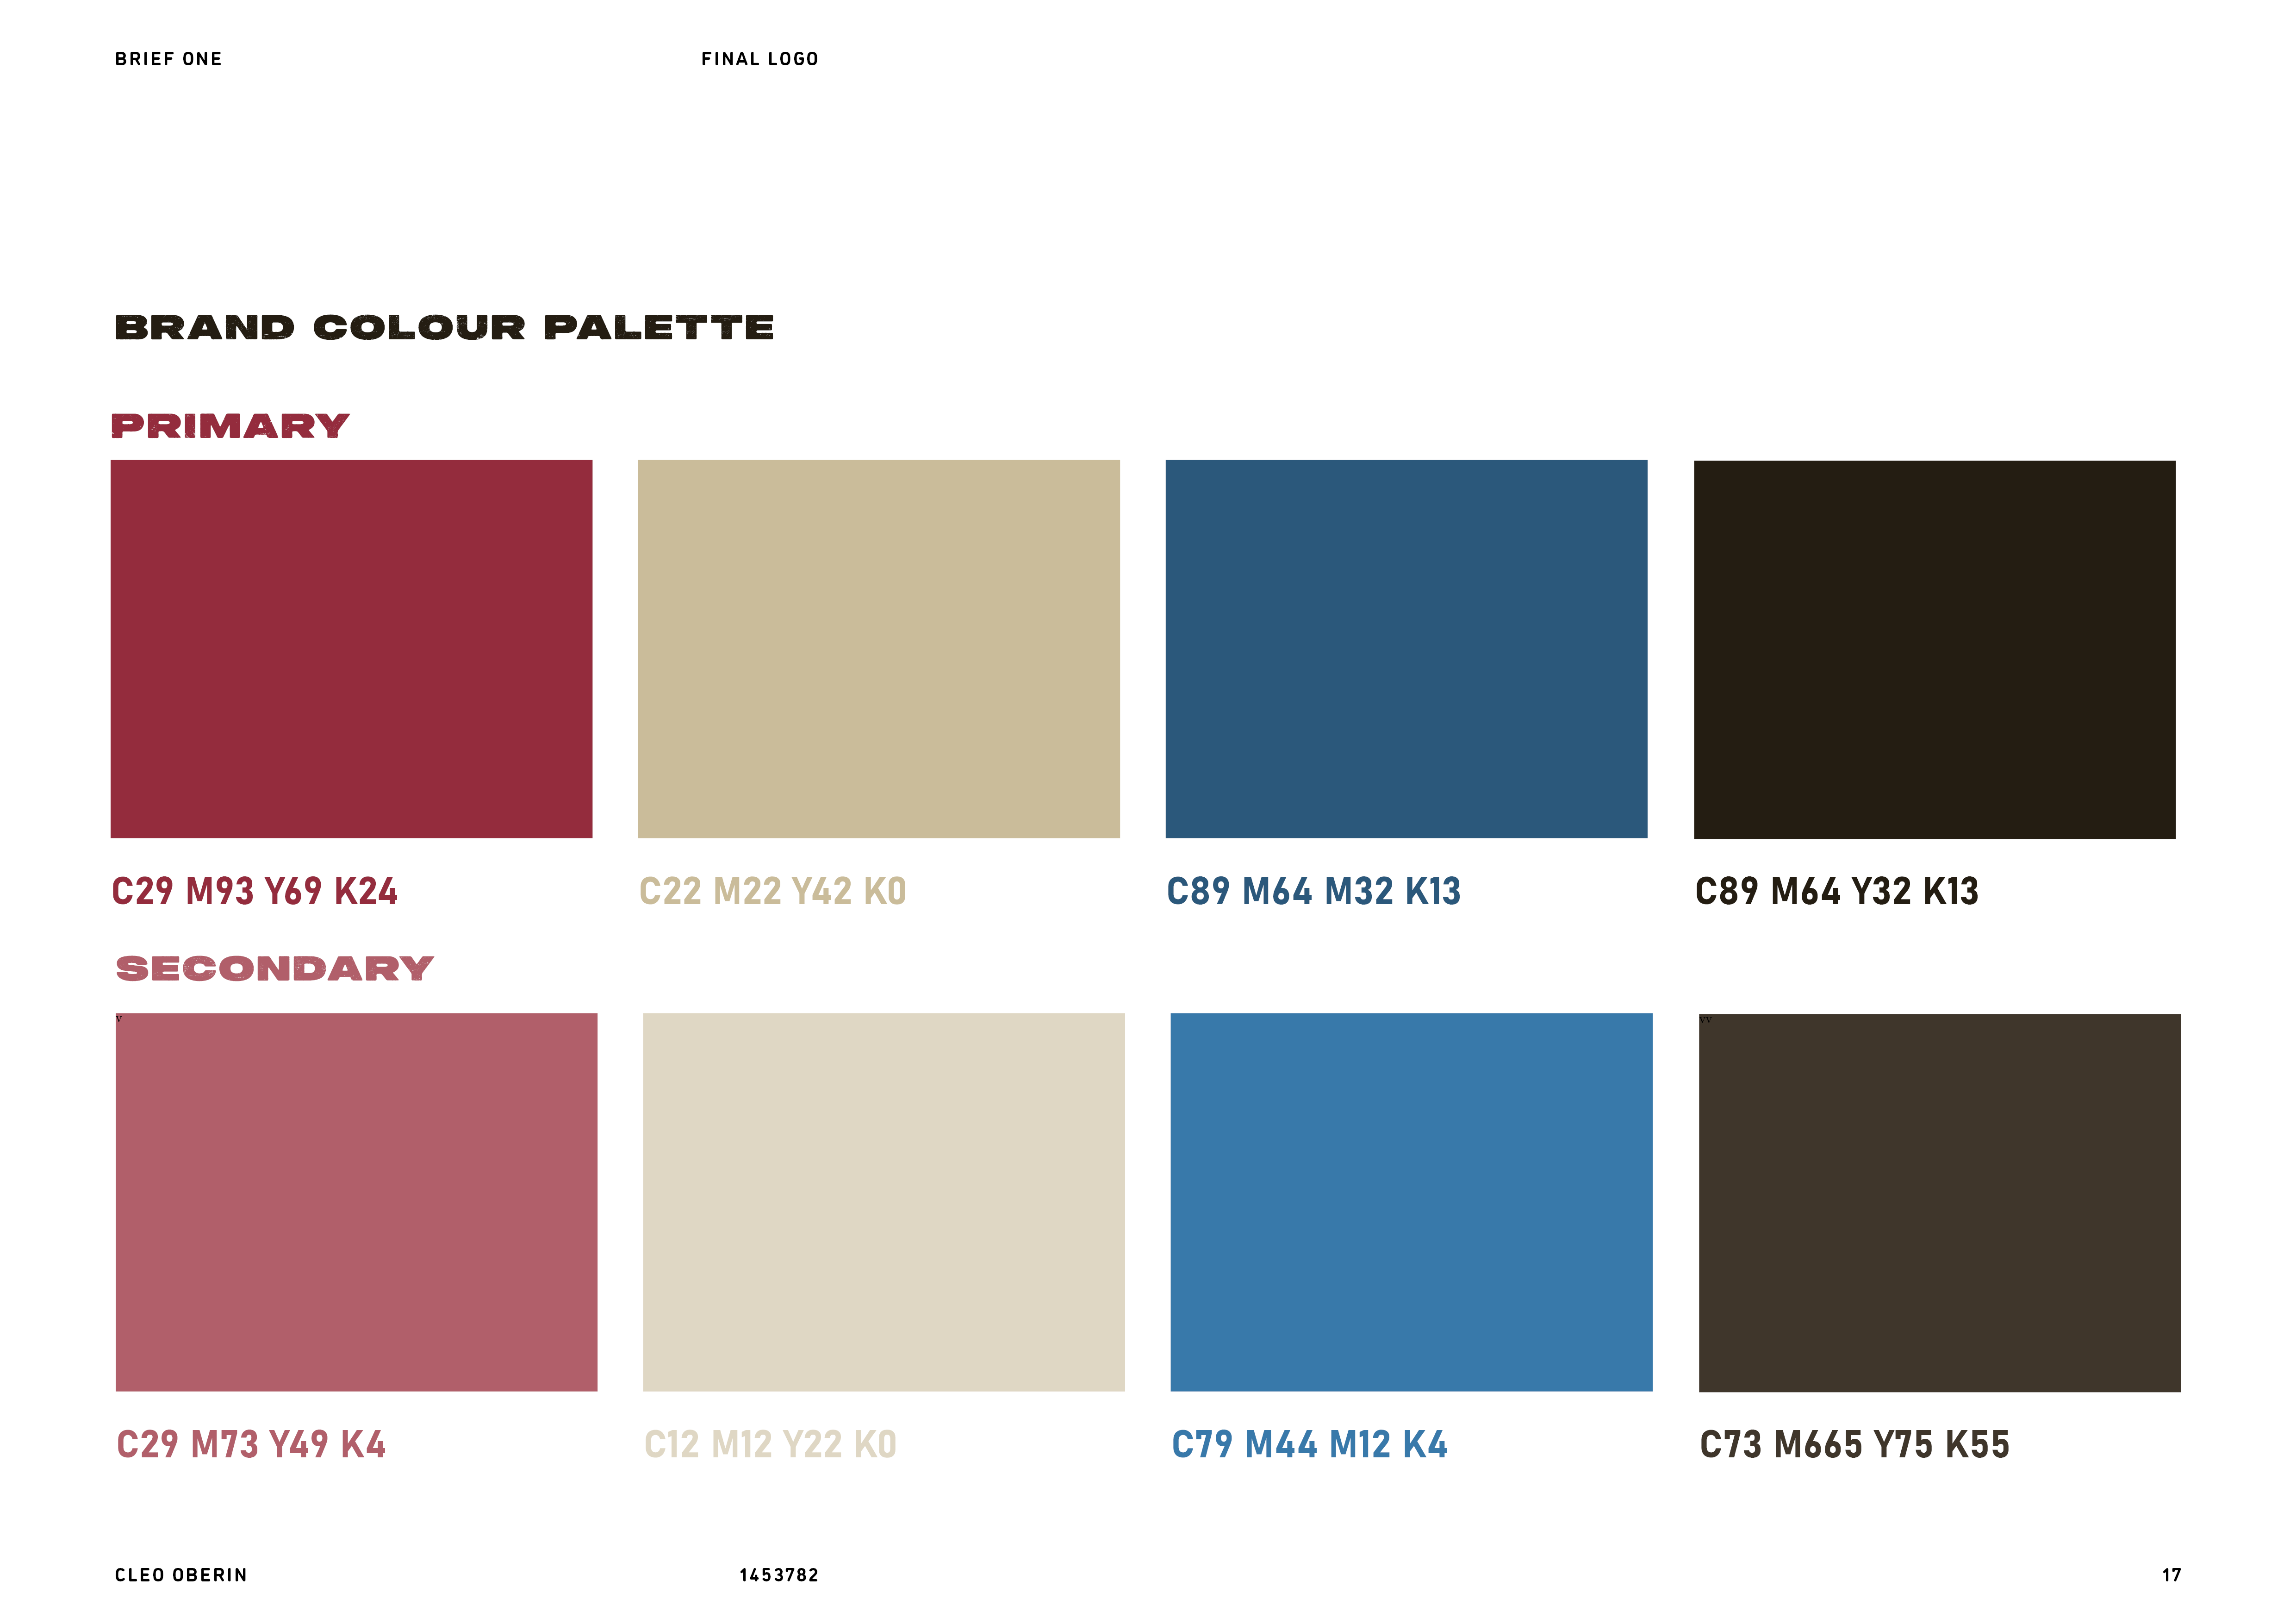 BRIEF ONE FINAL LOGO
BRAND COLOUR PALETTE
PRIMARY
C29 M93 Y69 K24 C22 M22 Y42 K0 C89 M64 M32 K13 C89 M64 Y32 K13
SECONDARY
v vv
C29 M73 Y49 K4 C12 M12 Y22 K0 C79 M44 M12 K4 C73 M665 Y75 K55
CLEO OBERIN 1453782 17